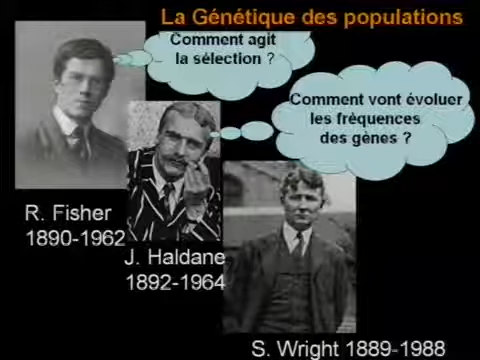 La Génétique des populations
Comment agit
la sélection ?
Comment vont évoluer
les fréquences
des gènes ?
R. Fisher
1890-1962
J. Haldane
1892-1964
S. Wright 1889-1988